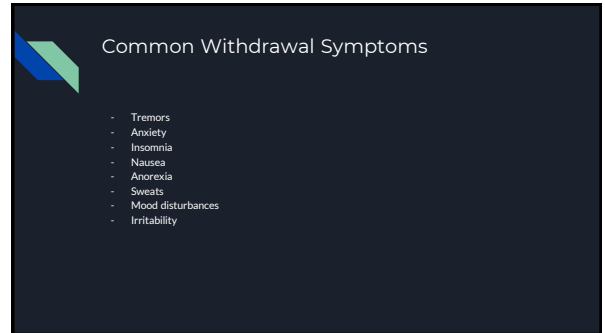 Common Withdrawal Symptoms
- Tremors
- Anxiety
- Insomnia
- Nausea
- Anorexia
- Sweats
- Mood disturbances
- Irritability